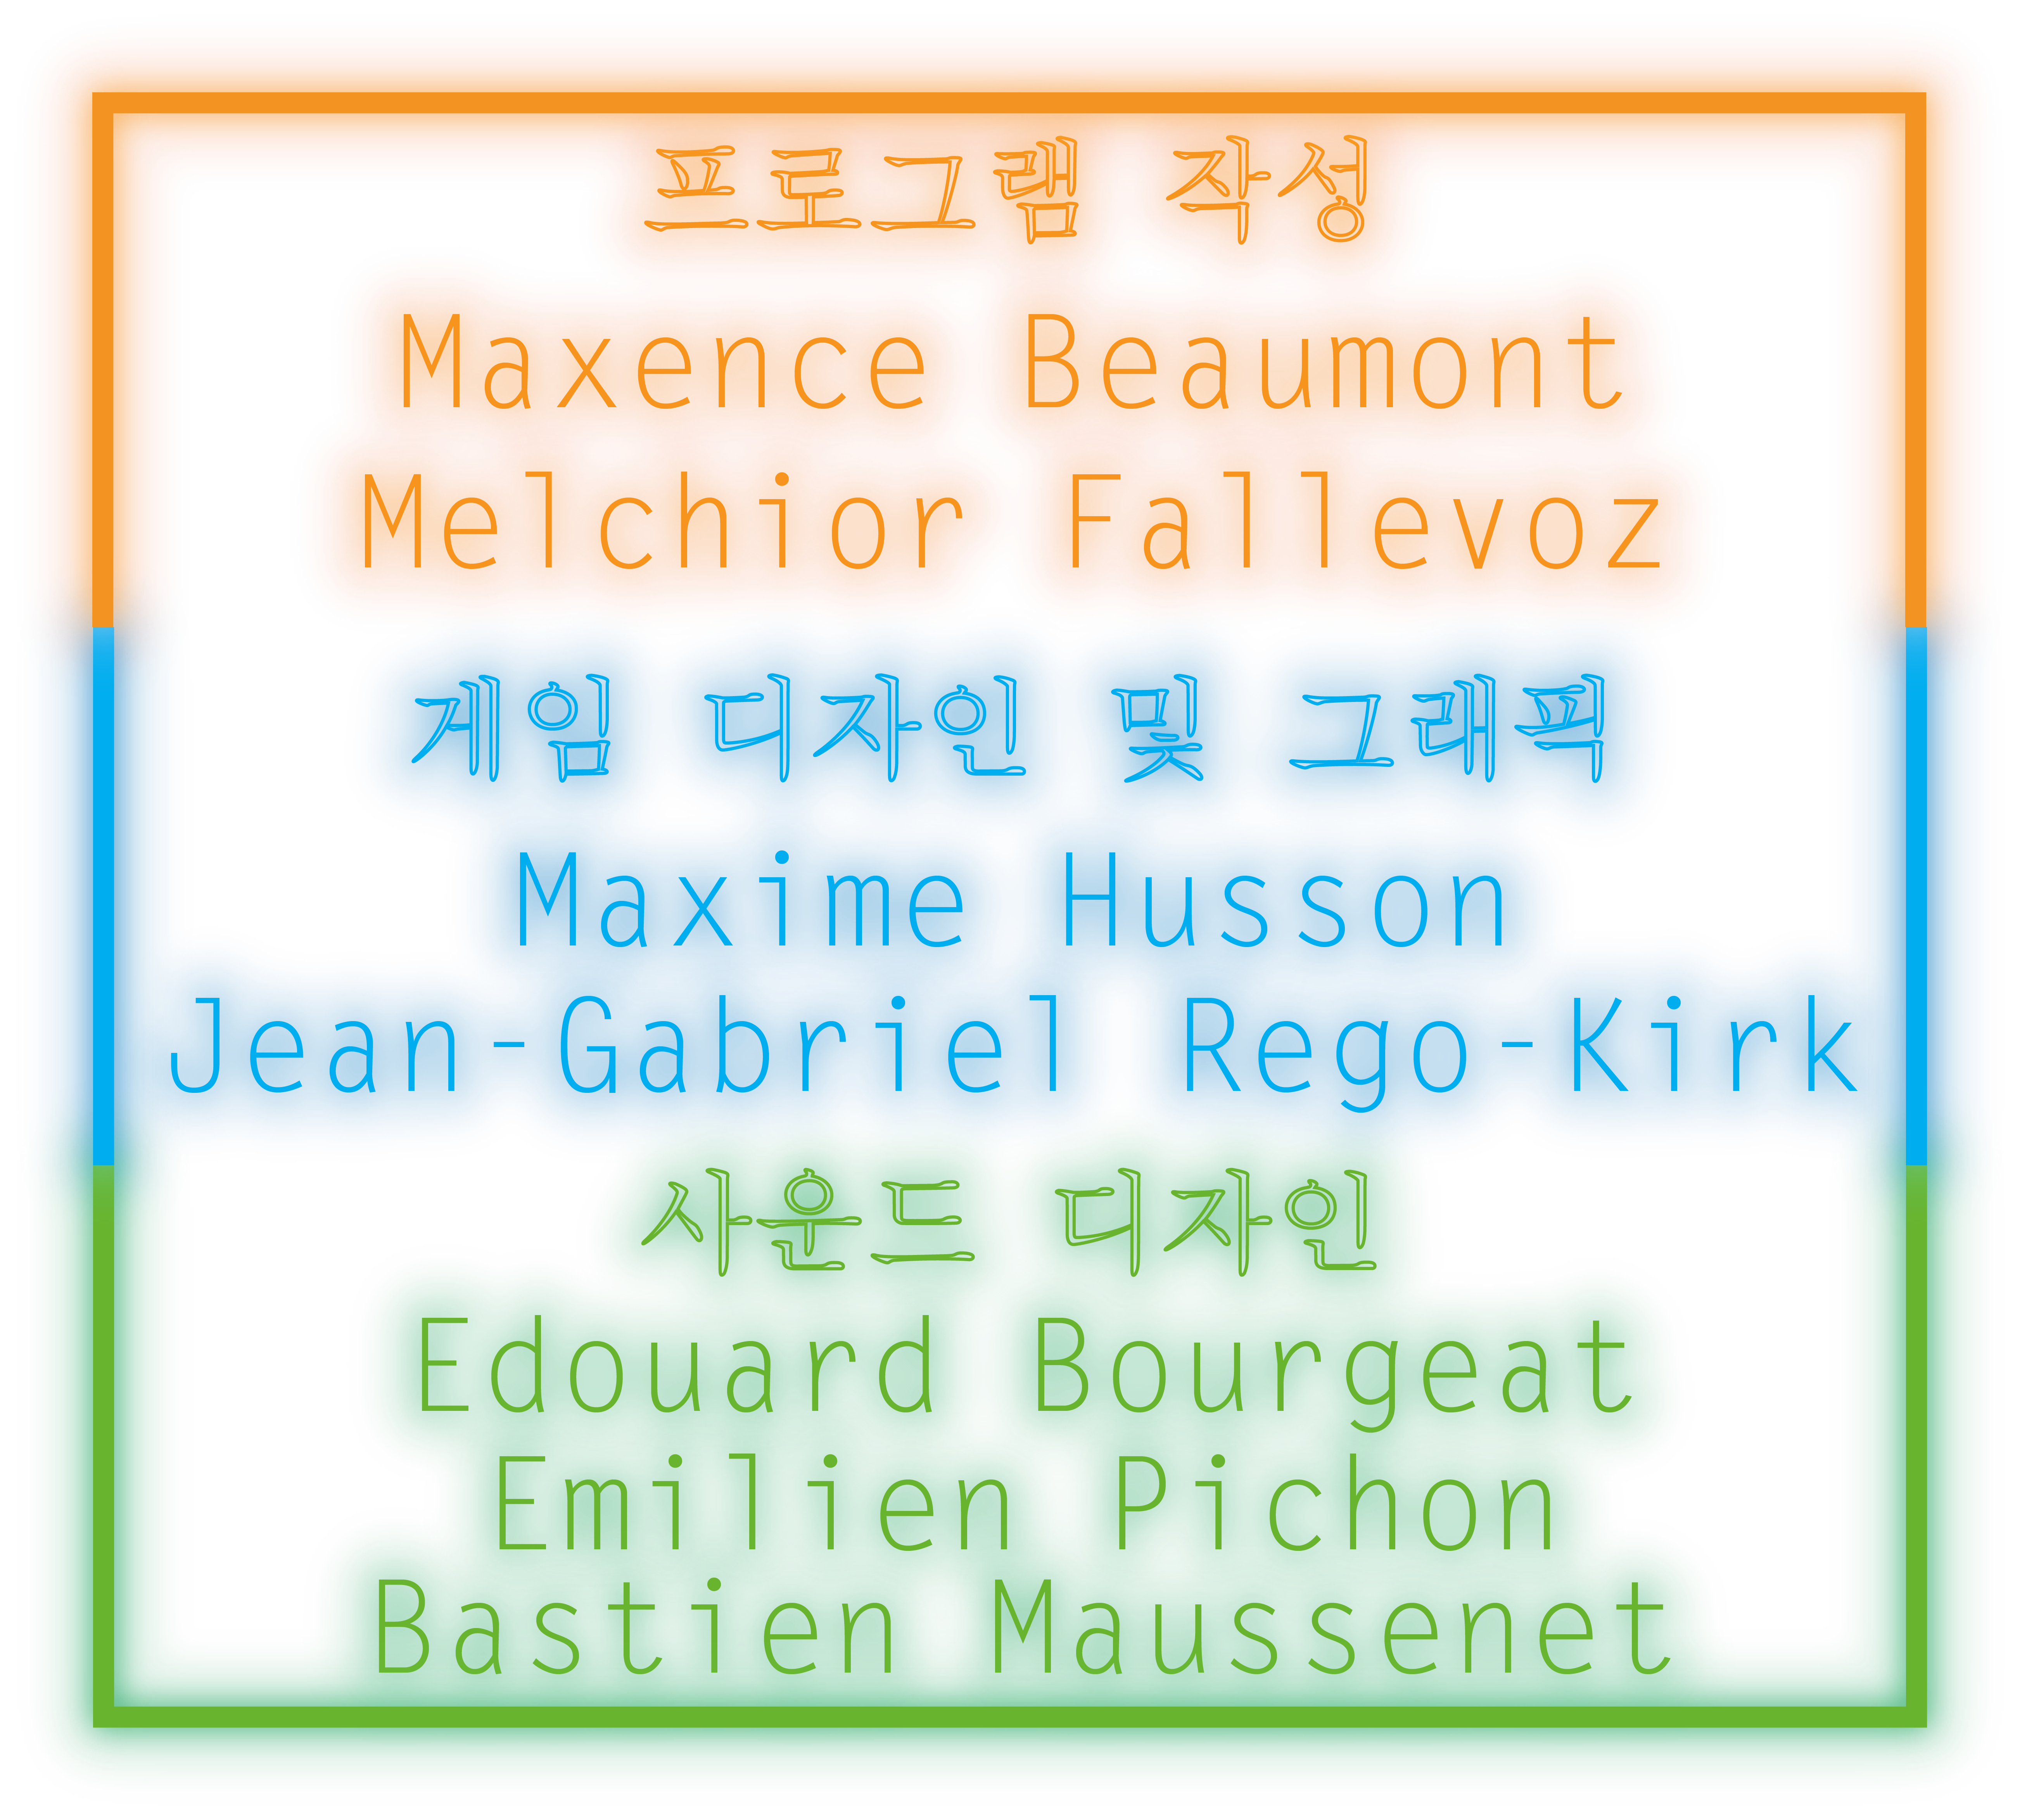 프로그램 작성
Maxence Beaumont
Melchior Fallevoz
게임 디자인 및 그래픽
Maxime Husson
Jean-Gabriel Rego-Kirk
사운드 디자인
Edouard Bourgeat
Emilien Pichon
Bastien Maussenet